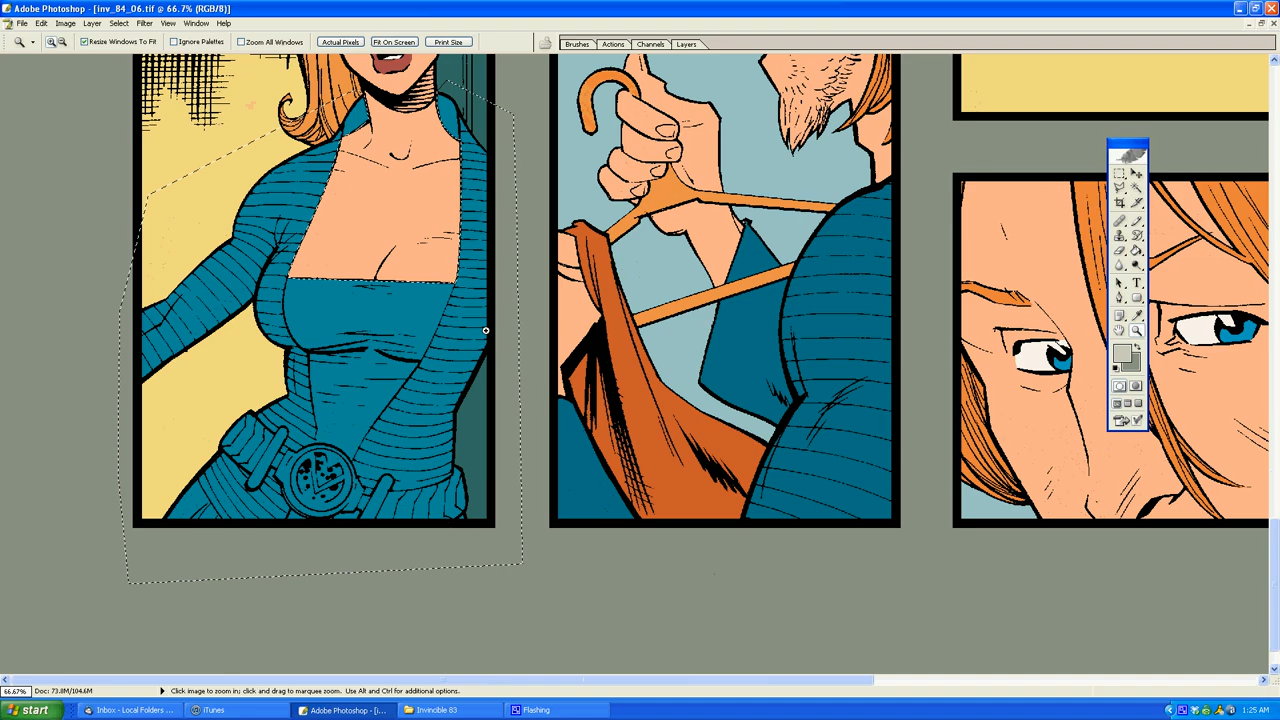 Adobe Photoshop - [inv_84_06.tif @ 66.7% (RGB/8)]
File Edit Image Layer Select Filter View Window Help
Resize Windows To Fit Ignore Palettes Zoom All Windows Actual Pixels Fit On Screen Print Size Brushes Actions Channels Layers
T
66.67% Doc: 73.8M/104.6M Click image to zoom in; click and drag to marquee zoom. Use Alt and Ctrl for additional options.
start Inbox - Local Folders ... iTunes Adobe Photoshop - [i... Invincible 83 Flashing 1:25 AM